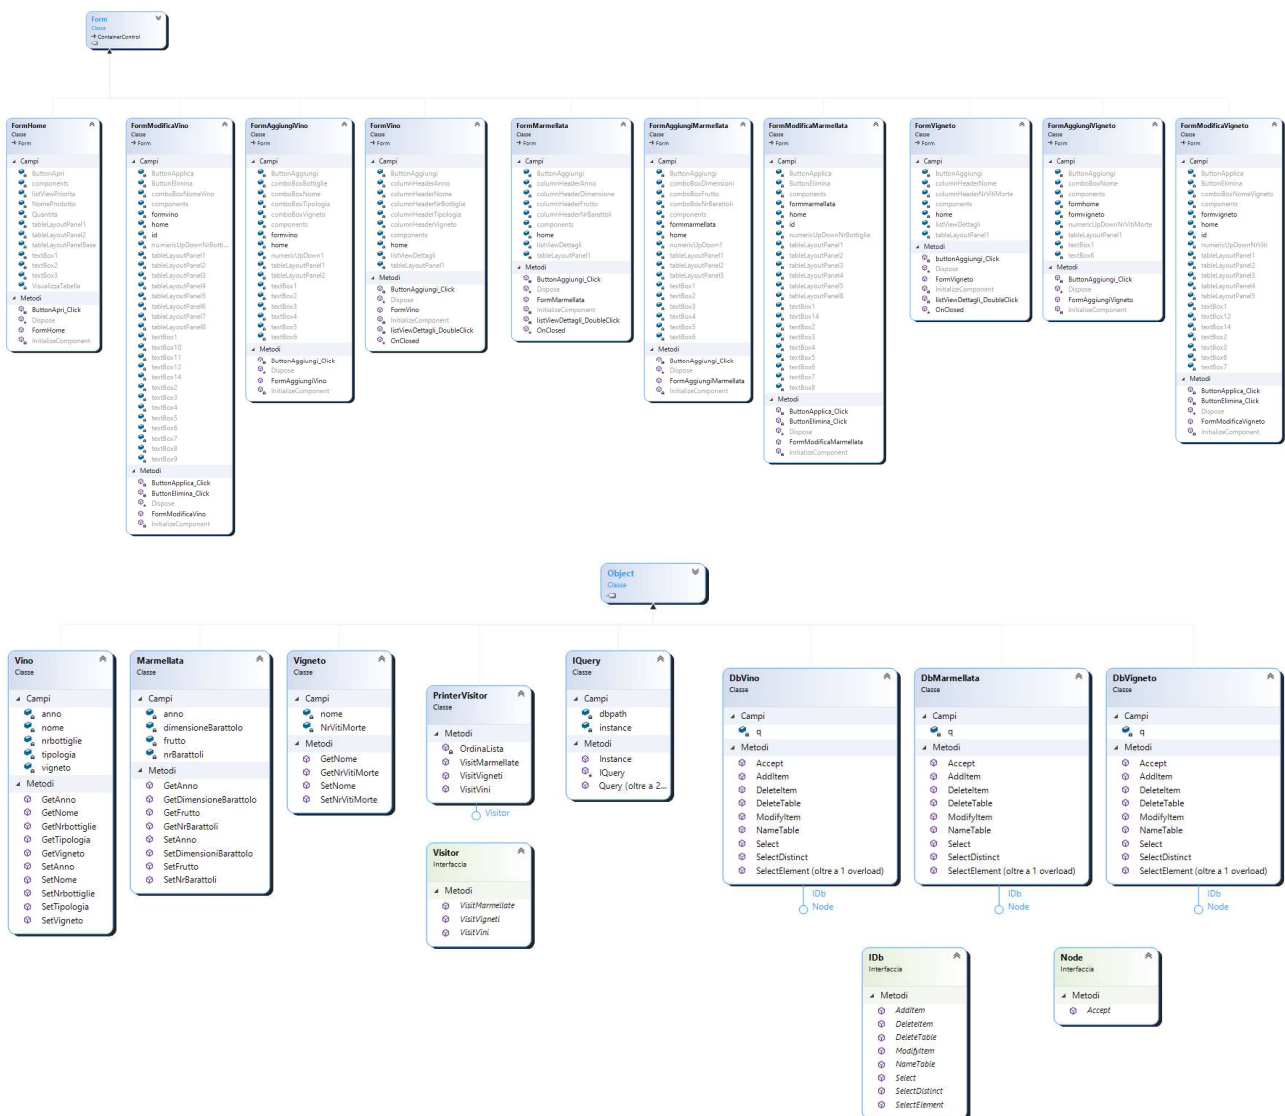 Form
Classe
→ ContainerControl
FormHome
Classe
→ Form
Campi
ButtonApri
components
listViewPriorita
NomeProdotto
Quantita
tableLayoutPanel1
tableLayoutPanel2
tableLayoutPanelBase
textBox1
textBox2
textBox3
VisualizzaTabella
Metodi
ButtonApri_Click
Dispose
FormHome
InitializeComponent
FormModificaVino
Classe
→ Form
Campi
ButtonApplica
ButtonElimina
comboBoxNomeVino
components
formvino
home
id
numericUpDownNrBotti...
tableLayoutPanel1
tableLayoutPanel2
tableLayoutPanel3
tableLayoutPanel4
tableLayoutPanel5
tableLayoutPanel6
tableLayoutPanel7
tableLayoutPanel8
textBox1
textBox10
textBox11
textBox12
textBox14
textBox2
textBox3
textBox4
textBox5
textBox6
textBox7
textBox8
textBox9
Metodi
ButtonApplica_Click
ButtonElimina_Click
Dispose
FormModificaVino
InitializeComponent
FormAggiungiVino
Classe
→ Form
Campi
ButtonAggiungi
comboBoxBottiglie
comboBoxNome
comboBoxTipologia
comboBoxVigneto
components
formvino
home
numericUpDown1
tableLayoutPanel1
tableLayoutPanel2
textBox1
textBox2
textBox3
textBox4
textBox5
textBox6
Metodi
ButtonAggiungi_Click
Dispose
FormAggiungiVino
InitializeComponent
FormVino
Classe
→ Form
Campi
ButtonAggiungi
columnHeaderAnno
columnHeaderNome
columnHeaderNrBottiglie
columnHeaderTipologia
columnHeaderVigneto
components
home
listViewDettagli
tableLayoutPanel1
Metodi
ButtonAggiungi_Click
Dispose
FormVino
InitializeComponent
listViewDettagli_DoubleClick
OnClosed
FormMarmellata
Classe
→ Form
Campi
ButtonAggiungi
columnHeaderAnno
columnHeaderDimensione
columnHeaderFrutto
columnHeaderNrBarattoli
components
home
listViewDettagli
tableLayoutPanel1
Metodi
ButtonAggiungi_Click
Dispose
FormMarmellata
InitializeComponent
listViewDettagli_DoubleClick
OnClosed
FormAggiungiMarmellata
Classe
→ Form
Campi
ButtonAggiungi
comboBoxDimensioni
comboBoxFrutto
comboBoxNrBarattoli
components
formmarmellata
home
numericUpDown1
tableLayoutPanel1
tableLayoutPanel2
tableLayoutPanel3
textBox1
textBox2
textBox3
textBox4
textBox5
textBox6
Metodi
ButtonAggiungi_Click
Dispose
FormAggiungiMarmellata
InitializeComponent
FormModificaMarmellata
Classe
→ Form
Campi
ButtonApplica
ButtonElimina
components
formmarmellata
home
id
numericUpDownNrBottiglie
tableLayoutPanel1
tableLayoutPanel2
tableLayoutPanel3
tableLayoutPanel4
tableLayoutPanel5
tableLayoutPanel8
textBox1
textBox14
textBox2
textBox3
textBox4
textBox5
textBox6
textBox7
textBox8
Metodi
ButtonApplica_Click
ButtonElimina_Click
Dispose
FormModificaMarmellata
InitializeComponent
FormVigneto
Classe
→ Form
Campi
buttonAggiungi
columnHeaderNome
columnHeaderNrVitiMorte
components
home
listViewDettagli
tableLayoutPanel1
Metodi
buttonAggiungi_Click
Dispose
FormVigneto
InitializeComponent
listViewDettagli_DoubleClick
OnClosed
FormAggiungiVigneto
Classe
→ Form
Campi
ButtonAggiungi
comboBoxNome
components
formhome
formvigneto
numericUpDownNrVitiMorte
tableLayoutPanel1
textBox1
textBox8
Metodi
ButtonAggiungi_Click
Dispose
FormAggiungiVigneto
InitializeComponent
FormModificaVigneto
Classe
→ Form
Campi
ButtonApplica
ButtonElimina
comboBoxNomeVigneto
components
formvigneto
home
id
numericUpDownNrViti
tableLayoutPanel1
tableLayoutPanel2
tableLayoutPanel3
tableLayoutPanel4
tableLayoutPanel5
textBox1
textBox12
textBox14
textBox2
textBox3
textBox6
textBox7
Metodi
ButtonApplica_Click
ButtonElimina_Click
Dispose
FormModificaVigneto
InitializeComponent
Object
Classe
Vino
Classe
Campi
anno
nome
nrbottiglie
tipologia
vigneto
Metodi
GetAnno
GetNome
GetNrbottiglie
GetTipologia
GetVigneto
SetAnno
SetNome
SetNrbottiglie
SetTipologia
SetVigneto
Marmellata
Classe
Campi
anno
dimensioneBarattolo
frutto
nrBarattoli
Metodi
GetAnno
GetDimensioneBarattolo
GetFrutto
GetNrBarattoli
SetAnno
SetDimensioniBarattolo
SetFrutto
SetNrBarattoli
Vigneto
Classe
Campi
nome
NrVitiMorte
Metodi
GetNome
GetNrVitiMorte
SetNome
SetNrVitiMorte
PrinterVisitor
Classe
Metodi
OrdinaLista
VisitMarmellate
VisitVigneti
VisitVini
Visitor
Visitor
Interfaccia
Metodi
VisitMarmellate
VisitVigneti
VisitVini
IQuery
Classe
Campi
dbpath
instance
Metodi
Instance
IQuery
Query (oltre a 2...
DbVino
Classe
Campi
q
Metodi
Accept
AddItem
DeleteItem
DeleteTable
ModifyItem
NameTable
Select
SelectDistinct
SelectElement (oltre a 1 overload)
IDb
Node
DbMarmellata
Classe
Campi
q
Metodi
Accept
AddItem
DeleteItem
DeleteTable
ModifyItem
NameTable
Select
SelectDistinct
SelectElement (oltre a 1 overload)
IDb
Node
DbVigneto
Classe
Campi
q
Metodi
Accept
AddItem
DeleteItem
DeleteTable
ModifyItem
NameTable
Select
SelectDistinct
SelectElement (oltre a 1 overload)
IDb
Node
IDb
Interfaccia
Metodi
AddItem
DeleteItem
DeleteTable
ModifyItem
NameTable
Select
SelectDistinct
SelectElement
Node
Interfaccia
Metodi
Accept